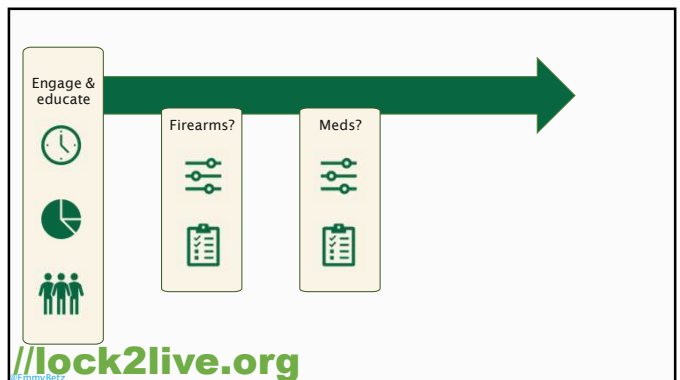 Engage &
educate
Firearms?
Meds?
//lock2live.org
@EmmyBetz